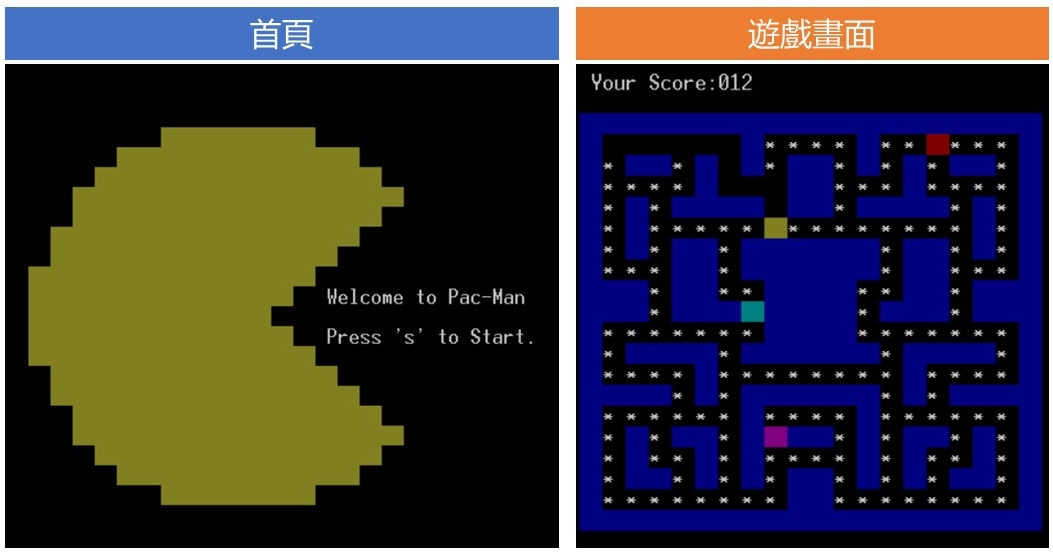 首頁
遊戲畫面
Welcome to Pac-Man
Press 's' to Start.
Your Score:012